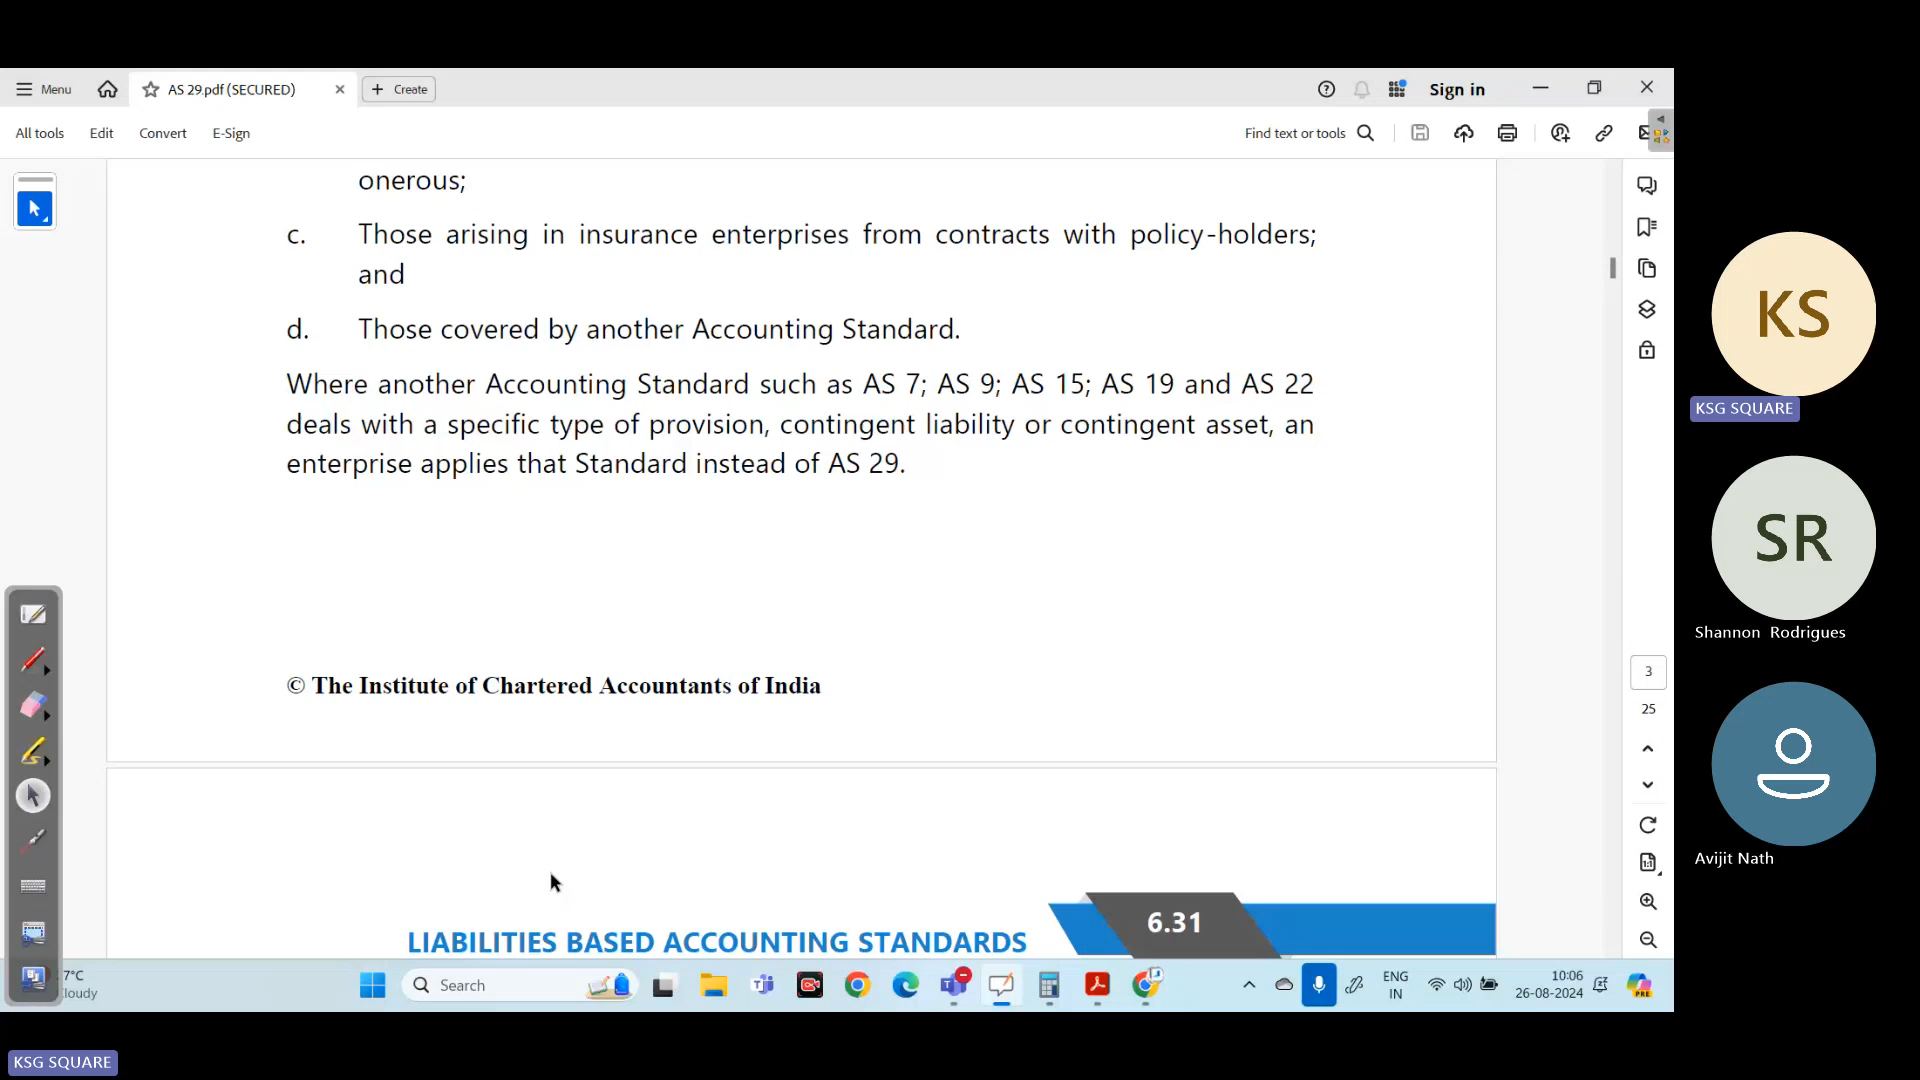 Menu
AS 29.pdf (SECURED)
Create
Sign in
All tools
Edit
Convert
E-Sign
Find text or tools
onerous;
c. Those arising in insurance enterprises from contracts with policy-holders;
and
d. Those covered by another Accounting Standard.
Where another Accounting Standard such as AS 7; AS 9; AS 15; AS 19 and AS 22
deals with a specific type of provision, contingent liability or contingent asset, an
enterprise applies that Standard instead of AS 29.
© The Institute of Chartered Accountants of India
LIABILITIES BASED ACCOUNTING STANDARDS
6.31
3
25
KS
KSG SQUARE
SR
Shannon Rodrigues
Avijit Nath
7°C
loudy
Search
ENG
IN
10:06
26-08-2024
PRE
KSG SQUARE